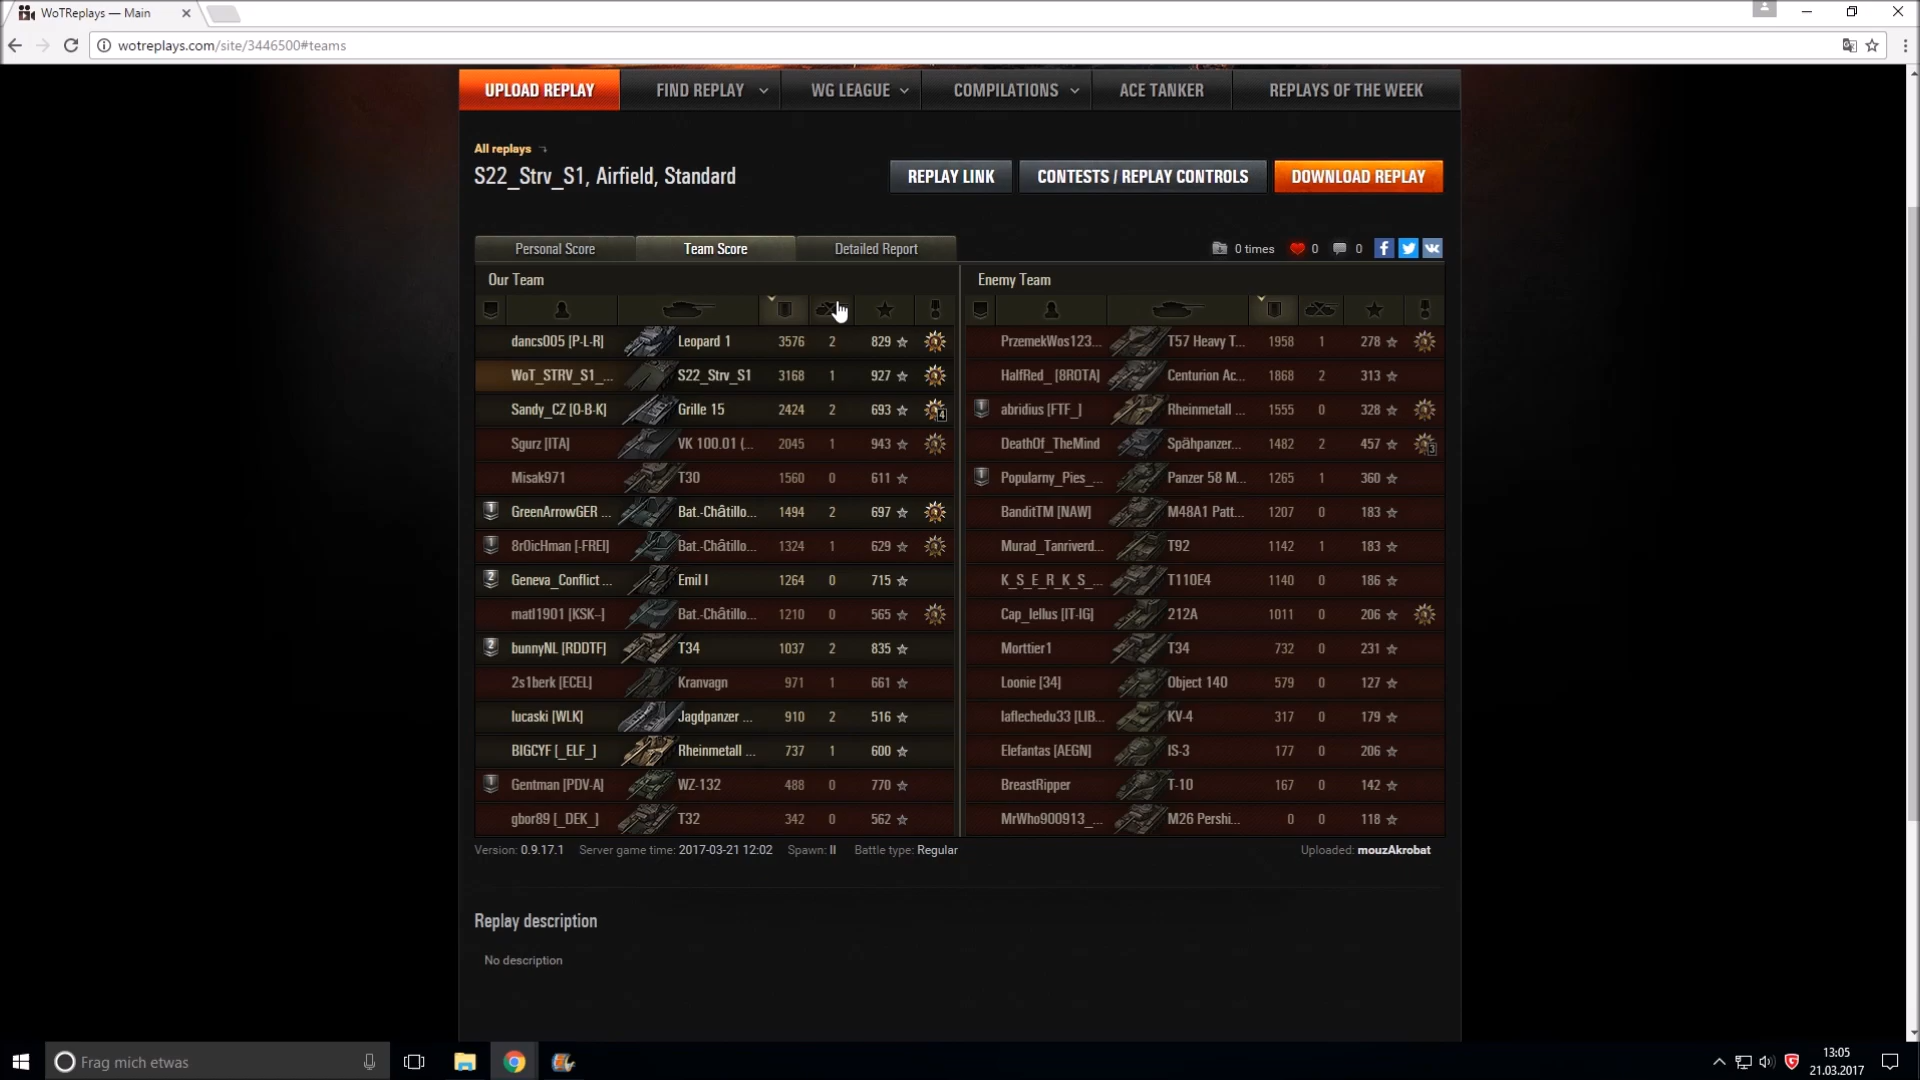 WoTReplays — Main
wotreplays.com/site/3446500#teams
UPLOAD REPLAY FIND REPLAY WG LEAGUE COMPILATIONS ACE TANKER REPLAYS OF THE WEEK
All replays
S22_Strv_S1, Airfield, Standard
REPLAY LINK CONTESTS / REPLAY CONTROLS DOWNLOAD REPLAY
Personal Score Team Score Detailed Report 0 times 0 0
Our Team Enemy Team
dancs005 [P-L-R] Leopard 1 3576 2 829 PrzemekWos123... T57 Heavy T... 1958 1 278
WoT_STRV_S1_... S22_Strv_S1 3168 1 927 HalfRed_ [8ROTA] Centurion Ac... 1868 2 313
Sandy_CZ [O-B-K] Grille 15 2424 2 693 4 1 abridius [FTF_] Rheinmetall ... 1555 0 328
Sgurz [ITA] VK 100.01 (... 2045 1 943 DeathOf_TheMind Spähpanzer... 1482 2 457 3
Misak971 T30 1560 0 611 1 Popularny_Pies_... Panzer 58 M... 1265 1 360
1 GreenArrowGER ... Bat.-Châtillo... 1494 2 697 BanditTM [NAW] M48A1 Patt... 1207 0 183
1 8r0icHman [-FREI] Bat.-Châtillo... 1324 1 629 Murad_Tanriverd... T92 1142 1 183
2 Geneva_Conflict ... Emil I 1264 0 715 K_S_E_R_K_S_... T110E4 1140 0 186
matl1901 [KSK--] Bat.-Châtillo... 1210 0 565 Cap_Iellus [IT-IG] 212A 1011 0 206
2 bunnyNL [RDDTF] T34 1037 2 835 Morttier1 T34 732 0 231
2s1berk [ECEL] Kranvagn 971 1 661 Loonie [34] Object 140 579 0 127
lucaski [WLK] Jagdpanzer ... 910 2 516 laflechedu33 [LIB... KV-4 317 0 179
BIGCYF [_ELF_] Rheinmetall ... 737 1 600 Elefantas [AEGN] IS-3 177 0 206
1 Gentman [PDV-A] WZ-132 488 0 770 BreastRipper T-10 167 0 142
gbor89 [_DEK_] T32 342 0 562 MrWho900913_... M26 Pershi... 0 0 118
Version: 0.9.17.1 Server game time: 2017-03-21 12:02 Spawn: II Battle type: Regular Uploaded: mouzAkrobat
Replay description
No description
Frag mich etwas
13:05
21.03.2017